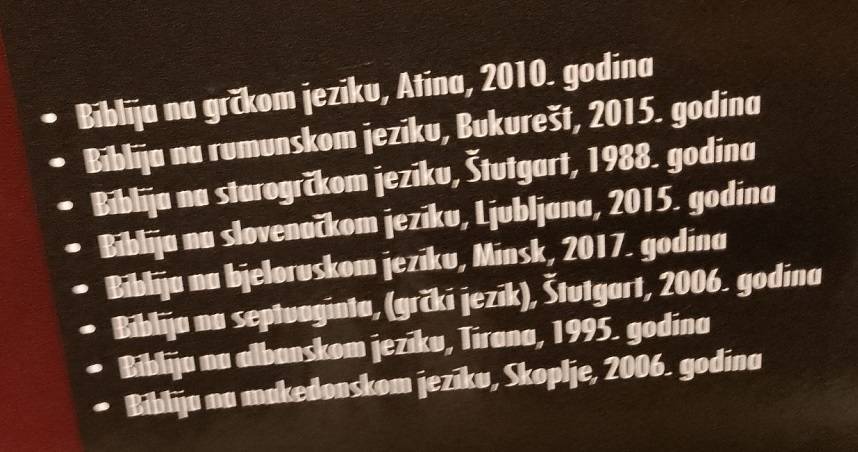 • Biblija na grčkom jeziku, Atina, 2010. godina
• Biblija na rumunskom jeziku, Bukurešt, 2015. godina
• Biblija na starogrčkom jeziku, Štutgart, 1988. godina
• Biblija na slovenačkom jeziku, Ljubljana, 2015. godina
• Biblija na bjeloruskom jeziku, Minsk, 2017. godina
• Biblija na septuaginta, (grčki jezik), Štutgart, 2006. godina
• Biblija na albanskom jeziku, Tirana, 1995. godina
• Biblija na makedonskom jeziku, Skoplje, 2006. godina